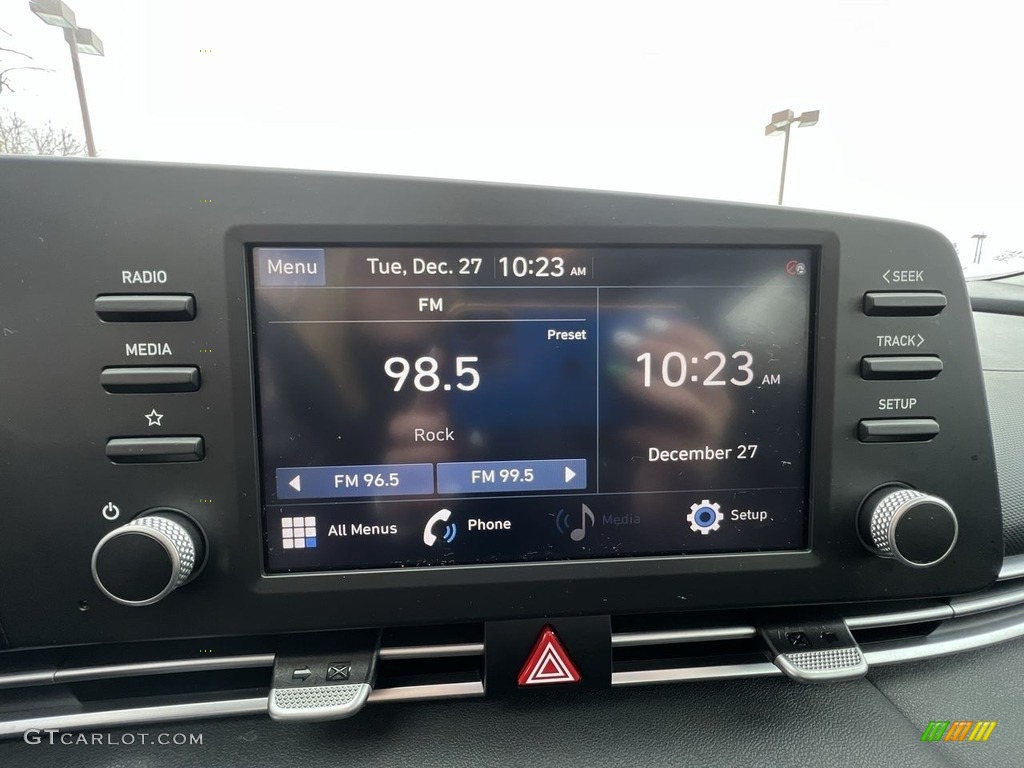 RADIO
MEDIA
Menu
Tue, Dec. 27
10:23 AM
FM
Preset
98.5
Rock
FM 96.5
FM 99.5
10:23 AM
December 27
All Menus
Phone
Media
Setup
<SEEK
TRACK>
SETUP
GTCARLOT.COM